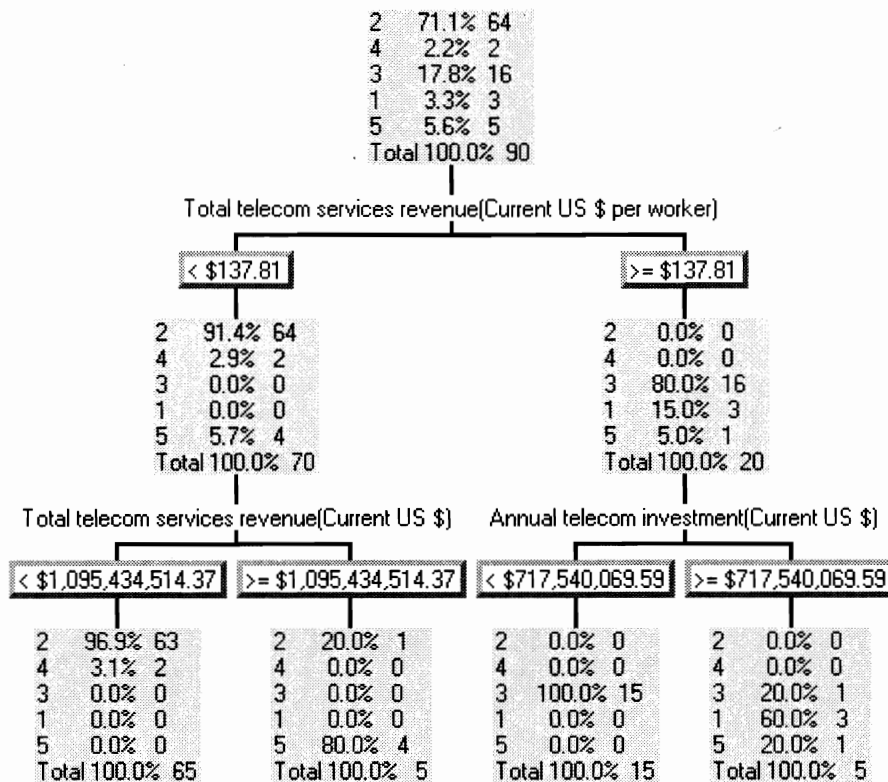 2 71.1% 64
4 2.2% 2
3 17.8% 16
1 3.3% 3
5 5.6% 5
Total 100.0% 90
Total telecom services revenue(Current US $ per worker)
< $137.81
>= $137.81
2 91.4% 64
4 2.9% 2
3 0.0% 0
1 0.0% 0
5 5.7% 4
Total 100.0% 70
2 0.0% 0
4 0.0% 0
3 80.0% 16
1 15.0% 3
5 5.0% 1
Total 100.0% 20
Total telecom services revenue(Current US $)
Annual telecom investment(Current US $)
< $1,095,434,514.37
>= $1,095,434,514.37
< $717,540,069.59
>= $717,540,069.59
2 96.9% 63
4 3.1% 2
3 0.0% 0
1 0.0% 0
5 0.0% 0
Total 100.0% 65
2 20.0% 1
4 0.0% 0
3 0.0% 0
1 0.0% 0
5 80.0% 4
Total 100.0% 5
2 0.0% 0
4 0.0% 0
3 100.0% 15
1 0.0% 0
5 0.0% 0
Total 100.0% 15
2 0.0% 0
4 0.0% 0
3 20.0% 1
1 60.0% 3
5 20.0% 1
Total 100.0% 5